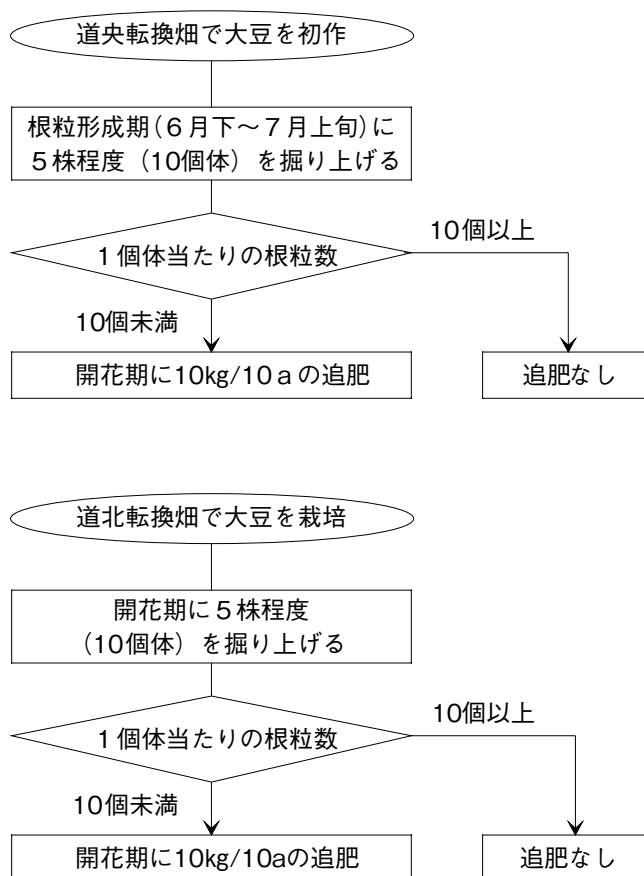 道央転換畑で大豆を初作
根粒形成期(６月下～７月上旬)に
５株程度（10個体）を掘り上げる
１個体当たりの根粒数
10個以上
10個未満
開花期に10kg/10ａの追肥
追肥なし
道北転換畑で大豆を栽培
開花期に５株程度
（10個体）を掘り上げる
１個体当たりの根粒数
10個以上
10個未満
開花期に10kg/10aの追肥
追肥なし